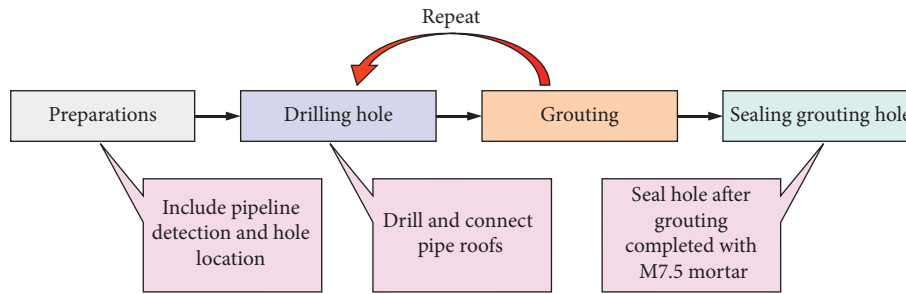 Repeat
Preparations
Drilling hole
Grouting
Sealing grouting hole
Include pipeline
detection and hole
location
Drill and connect
pipe roofs
Seal hole after
grouting
completed with
M7.5 mortar